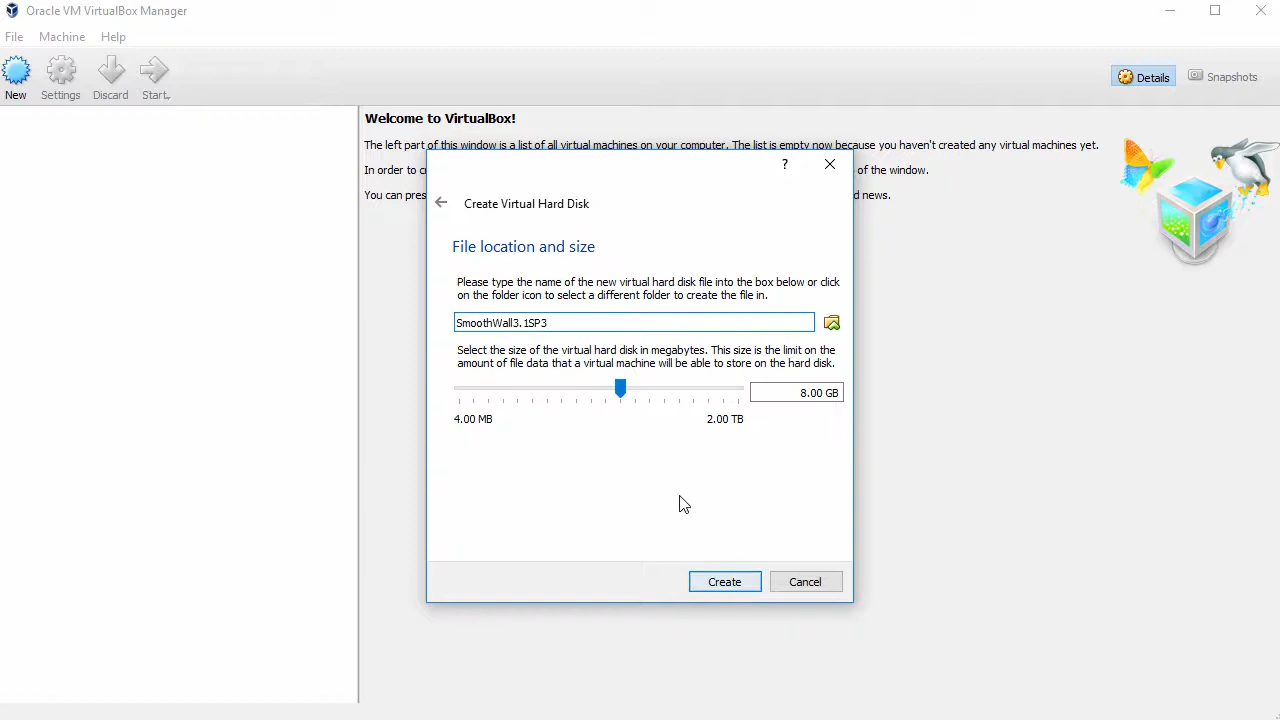 Oracle VM VirtualBox Manager
File Machine Help
New Settings Discard Start
Details Snapshots
Welcome to VirtualBox!
The left part of this window is a list of all virtual machines on your computer. The list is empty now because you haven't created any virtual machines yet.
In order to c of the window.
You can pres d news.
?
Create Virtual Hard Disk
File location and size
Please type the name of the new virtual hard disk file into the box below or click
on the folder icon to select a different folder to create the file in.
SmoothWall3.1SP3
Select the size of the virtual hard disk in megabytes. This size is the limit on the
amount of file data that a virtual machine will be able to store on the hard disk.
8.00 GB
4.00 MB 2.00 TB
Create Cancel